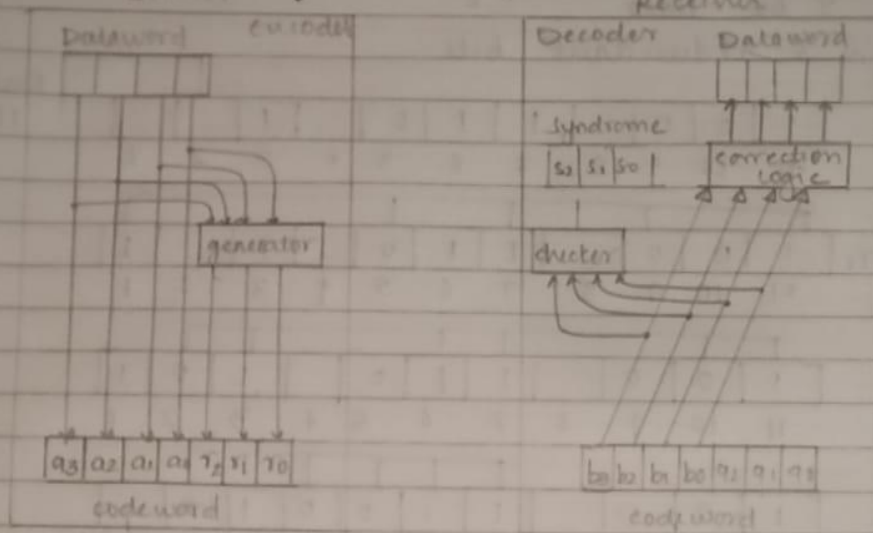 Receiver
Dataword encoder
Decoder Dataword
Syndrome
S2 S1 S0
correction
Logic
generator
checker
a3 a2 a1 a0 r2 r1 r0
b3 b2 b1 b0 q2 q1 q0
codeword
codeword